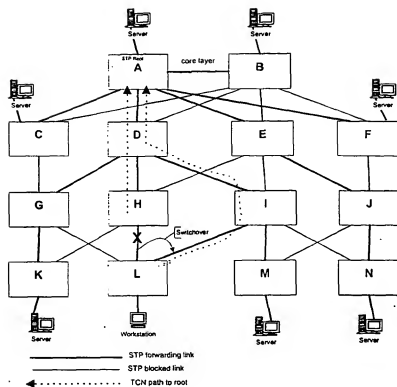 Server
Server
STP Root
A
core layer
B
Server
Server
C
D
E
F
G
H
I
J
X
Switchover
K
L
M
N
Server
Workstation
Server
Server
STP forwarding link
STP blocked link
TCN path to root